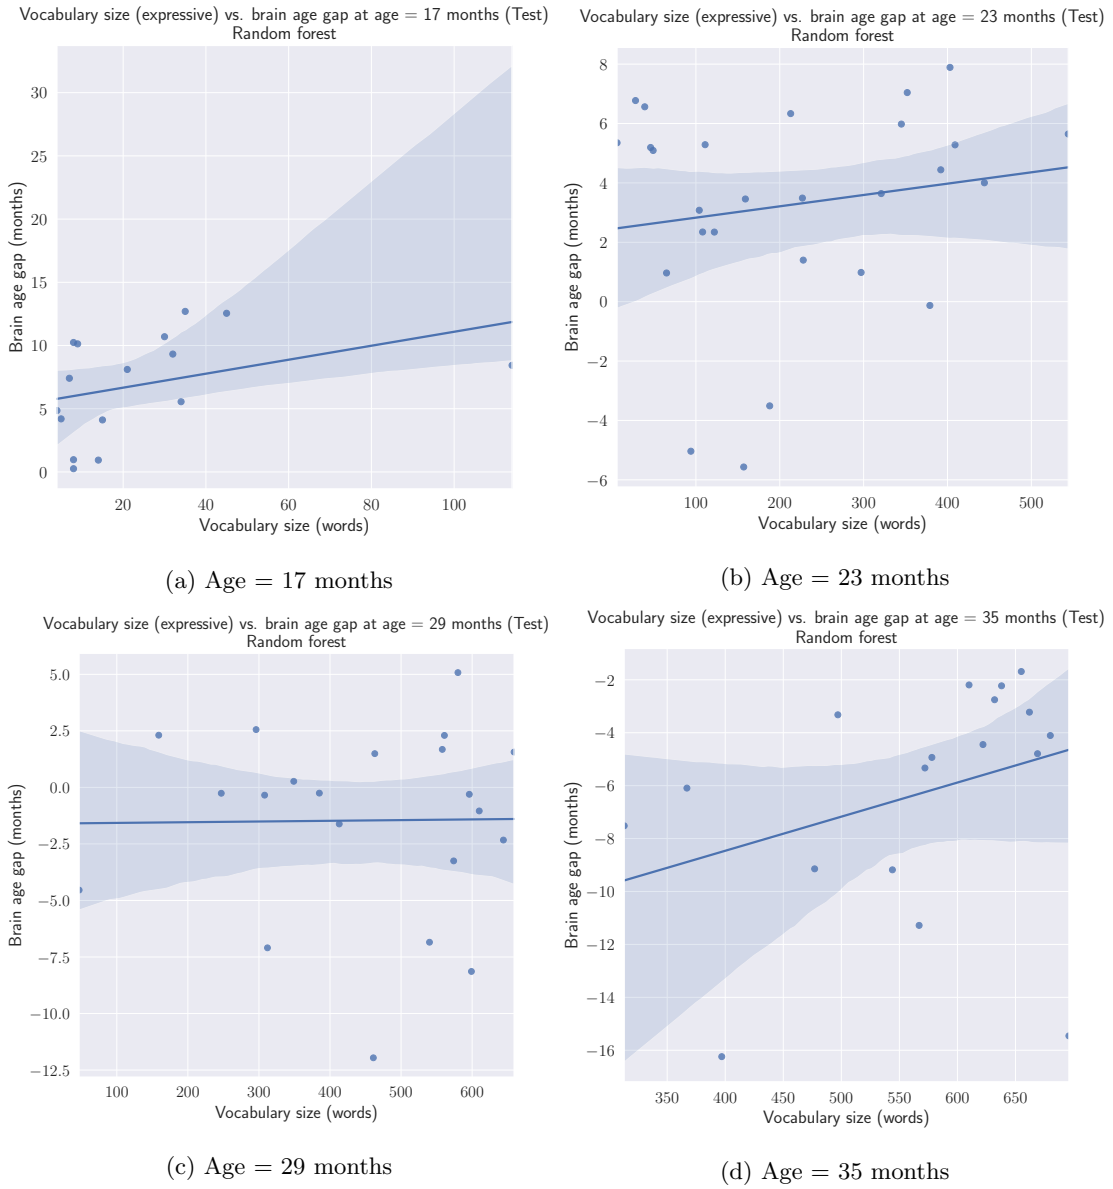 Vocabulary size (expressive) vs. brain age gap at age = 17 months (Test)
Random forest
30
25
20
15
10
5
0
Brain age gap (months)
20 40 60 80 100
Vocabulary size (words)
(a) Age = 17 months
Vocabulary size (expressive) vs. brain age gap at age = 23 months (Test)
Random forest
8
6
4
2
0
−2
−4
−6
Brain age gap (months)
100 200 300 400 500
Vocabulary size (words)
(b) Age = 23 months
Vocabulary size (expressive) vs. brain age gap at age = 29 months (Test)
Random forest
5.0
2.5
0.0
−2.5
−5.0
−7.5
−10.0
−12.5
Brain age gap (months)
100 200 300 400 500 600
Vocabulary size (words)
(c) Age = 29 months
Vocabulary size (expressive) vs. brain age gap at age = 35 months (Test)
Random forest
−2
−4
−6
−8
−10
−12
−14
−16
Brain age gap (months)
350 400 450 500 550 600 650
Vocabulary size (words)
(d) Age = 35 months